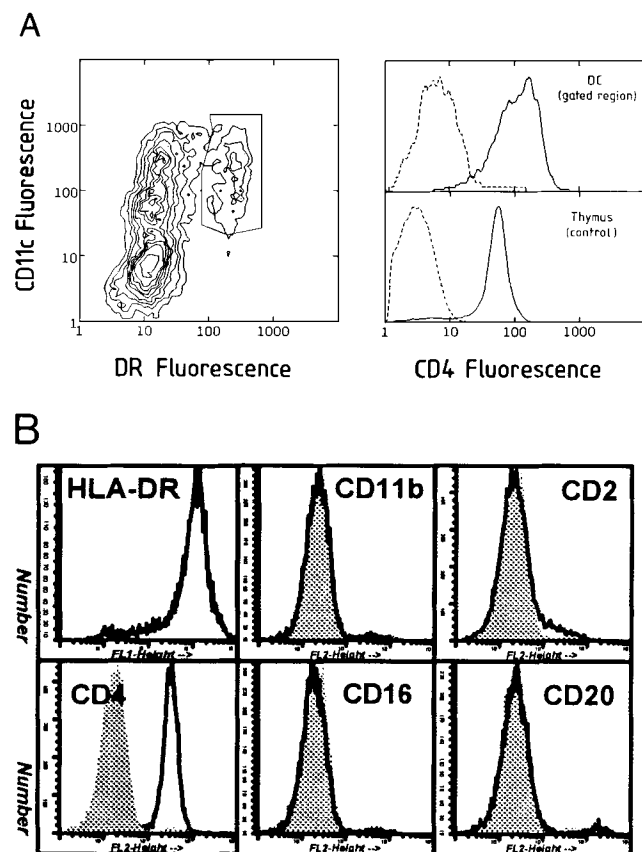 A
CD11c Fluorescence
1000
100
10
1
1 10 100 1000
DR Fluorescence
DC
(gated region)
Thymus
(control)
1 10 100 1000
CD4 Fluorescence
B
HLA-DR CD11b CD2
Number
FL1-Height --> FL2-Height --> FL2-Height -->
CD4 CD16 CD20
Number
FL2-Height --> FL2-Height --> FL2-Height -->